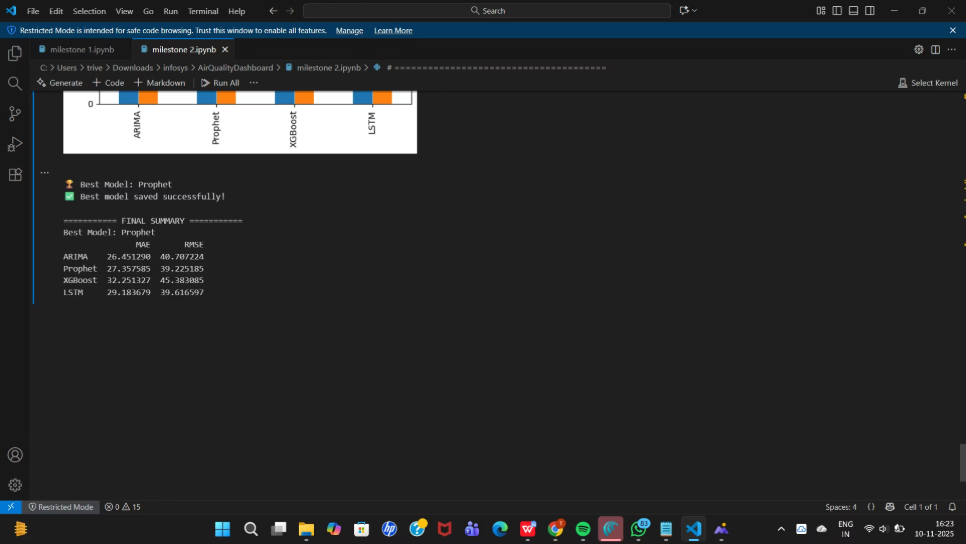 File Edit Selection View Go Run Terminal Help
Search
Restricted Mode is intended for safe code browsing. Trust this window to enable all features. Manage Learn More
milestone 1.ipynb milestone 2.ipynb
C: > Users > trive > Downloads > infosys > AirQualityDashboard > milestone 2.ipynb > # ======================================
Generate + Code + Markdown Run All ... Select Kernel
0
ARIMA
Prophet
XGBoost
LSTM
...
🏆 Best Model: Prophet
✅ Best model saved successfully!
=========== FINAL SUMMARY ===========
Best Model: Prophet
MAE RMSE
ARIMA 26.451290 40.707224
Prophet 27.357585 39.225185
XGBoost 32.251327 45.383085
LSTM 29.183679 39.616597
Restricted Mode 0 15 Spaces: 4 {} Cell 1 of 1
83
ENG
IN
16:23
10-11-2025